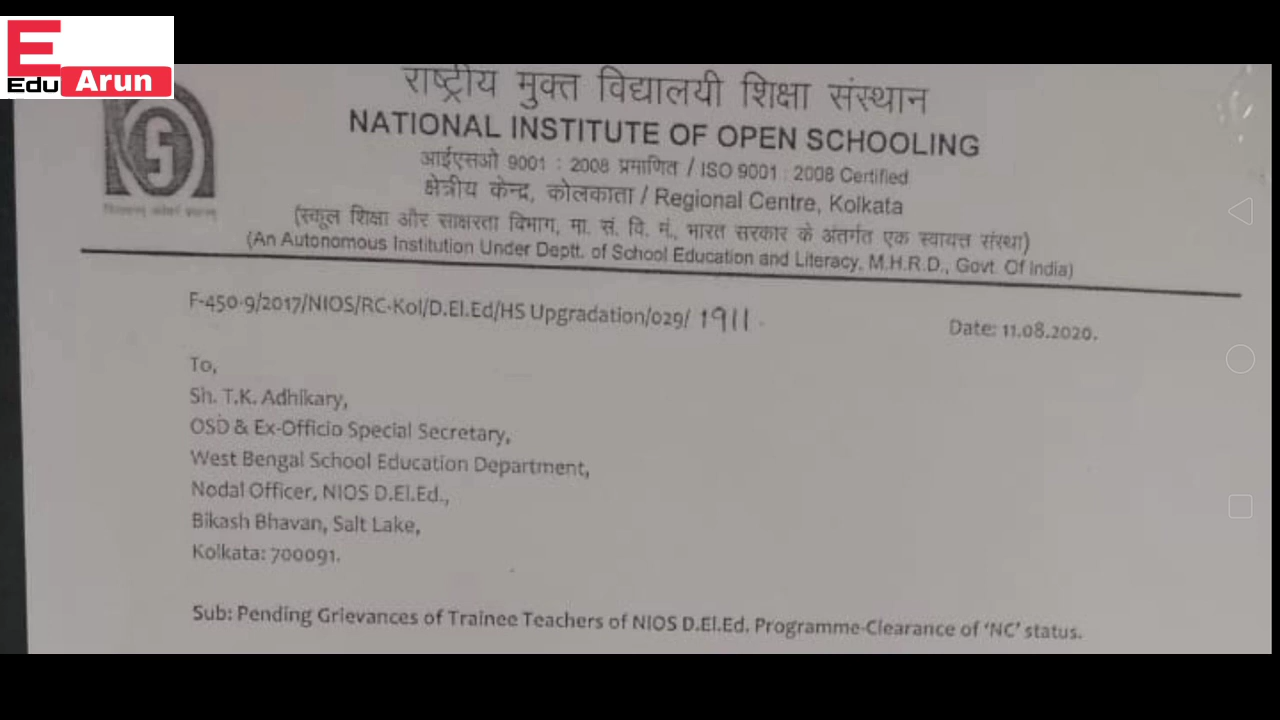 E
Edu Arun
राष्ट्रीय मुक्त विद्यालयी शिक्षा संस्थान
NATIONAL INSTITUTE OF OPEN SCHOOLING
आईएसओ 9001 : 2008 प्रमाणित / ISO 9001 : 2008 Certified
क्षेत्रीय केन्द्र, कोलकाता / Regional Centre, Kolkata
(स्कूल शिक्षा और साक्षरता विभाग, मा. सं. वि. मं., भारत सरकार के अंतर्गत एक स्वायत्त संस्था)
(An Autonomous Institution Under Deptt. of School Education and Literacy, M.H.R.D., Govt. Of India)
F-450-9/2017/NIOS/RC-Kol/D.El.Ed/HS Upgradation/029/ 1911.
Date: 11.08.2020.
To,
Sh. T.K. Adhikary,
OSD & Ex-Officio Special Secretary,
West Bengal School Education Department,
Nodal Officer, NIOS D.El.Ed.,
Bikash Bhavan, Salt Lake,
Kolkata: 700091.
Sub: Pending Grievances of Trainee Teachers of NIOS D.El.Ed. Programme-Clearance of ‘NC’ status.